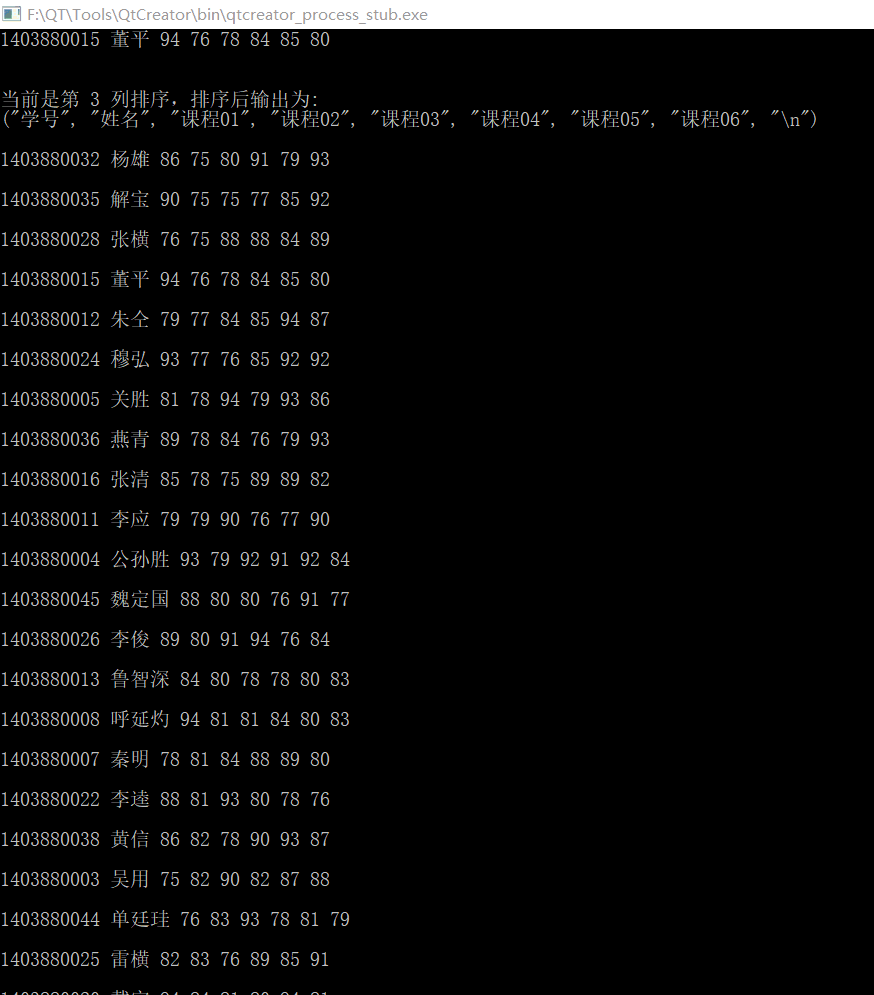 F:\QT\Tools\QtCreator\bin\qtcreator_process_stub.exe
1403880015 董平 94 76 78 84 85 80
当前是第 3 列排序, 排序后输出为:
("学号", "姓名", "课程01", "课程02", "课程03", "课程04", "课程05", "课程06", "\n")
1403880032 杨雄 86 75 80 91 79 93
1403880035 解宝 90 75 75 77 85 92
1403880028 张横 76 75 88 88 84 89
1403880015 董平 94 76 78 84 85 80
1403880012 朱仝 79 77 84 85 94 87
1403880024 穆弘 93 77 76 85 92 92
1403880005 关胜 81 78 94 79 93 86
1403880036 燕青 89 78 84 76 79 93
1403880016 张清 85 78 75 89 89 82
1403880011 李应 79 79 90 76 77 90
1403880004 公孙胜 93 79 92 91 92 84
1403880045 魏定国 88 80 80 76 91 77
1403880026 李俊 89 80 91 94 76 84
1403880013 鲁智深 84 80 78 78 80 83
1403880008 呼延灼 94 81 81 84 80 83
1403880007 秦明 78 81 84 88 89 80
1403880022 李逵 88 81 93 80 78 76
1403880038 黄信 86 82 78 90 93 87
1403880003 吴用 75 82 90 82 87 88
1403880044 单廷珪 76 83 93 78 81 79
1403880025 雷横 82 83 76 89 85 91